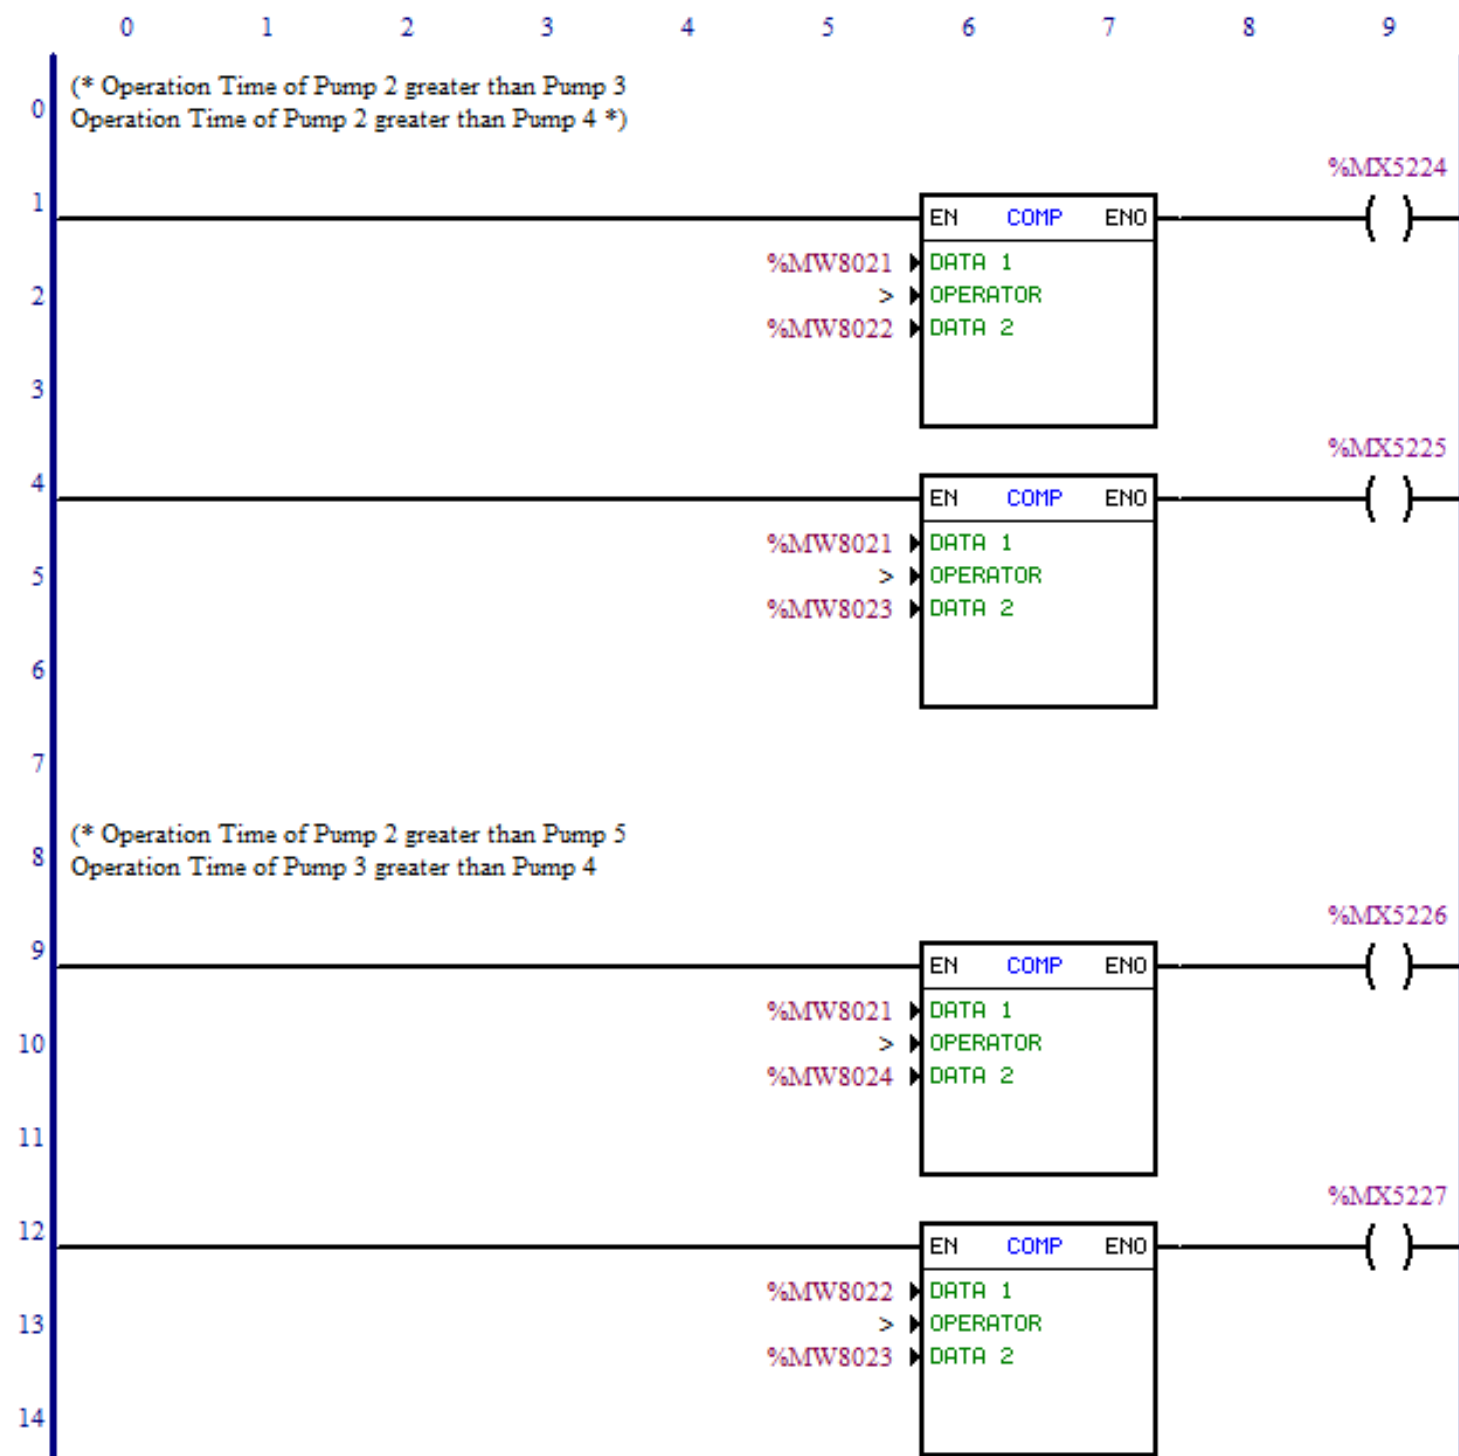 0 1 2 3 4 5 6 7 8 9
(* Operation Time of Pump 2 greater than Pump 3
0
Operation Time of Pump 2 greater than Pump 4 *)
%MX5224
1
EN COMP ENO
%MW8021 DATA 1
2
> OPERATOR
%MW8022 DATA 2
3
%MX5225
4
EN COMP ENO
%MW8021 DATA 1
5
> OPERATOR
%MW8023 DATA 2
6
7
(* Operation Time of Pump 2 greater than Pump 5
8
Operation Time of Pump 3 greater than Pump 4
%MX5226
9
EN COMP ENO
%MW8021 DATA 1
10
> OPERATOR
%MW8024 DATA 2
11
%MX5227
12
EN COMP ENO
%MW8022 DATA 1
13
> OPERATOR
%MW8023 DATA 2
14